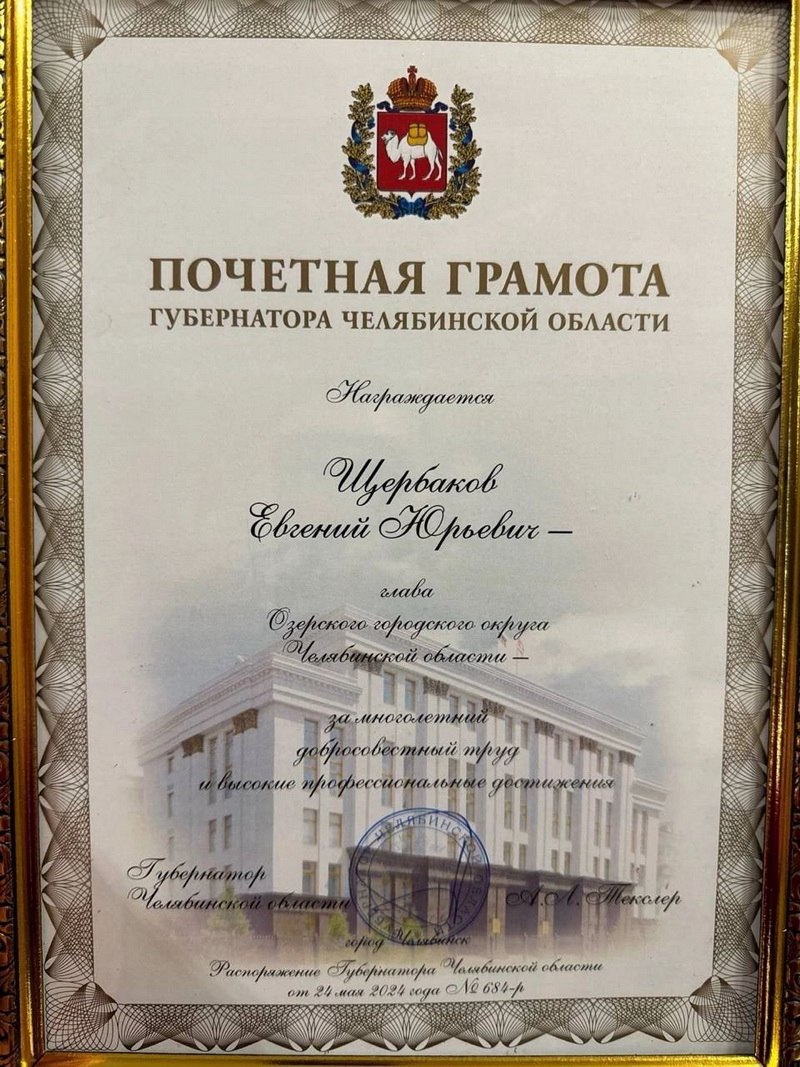 ПОЧЕТНАЯ ГРАМОТА
ГУБЕРНАТОРА ЧЕЛЯБИНСКОЙ ОБЛАСТИ
Награждается
Щербаков
Евгений Юрьевич —
глава
Озерского городского округа
Челябинской области —
за многолетний
добросовестный труд
и высокие профессиональные достижения
Губернатор
Челябинской области
А.Л. Текслер
город Челябинск
Распоряжение Губернатора Челябинской области
от 24 мая 2024 года № 684-р